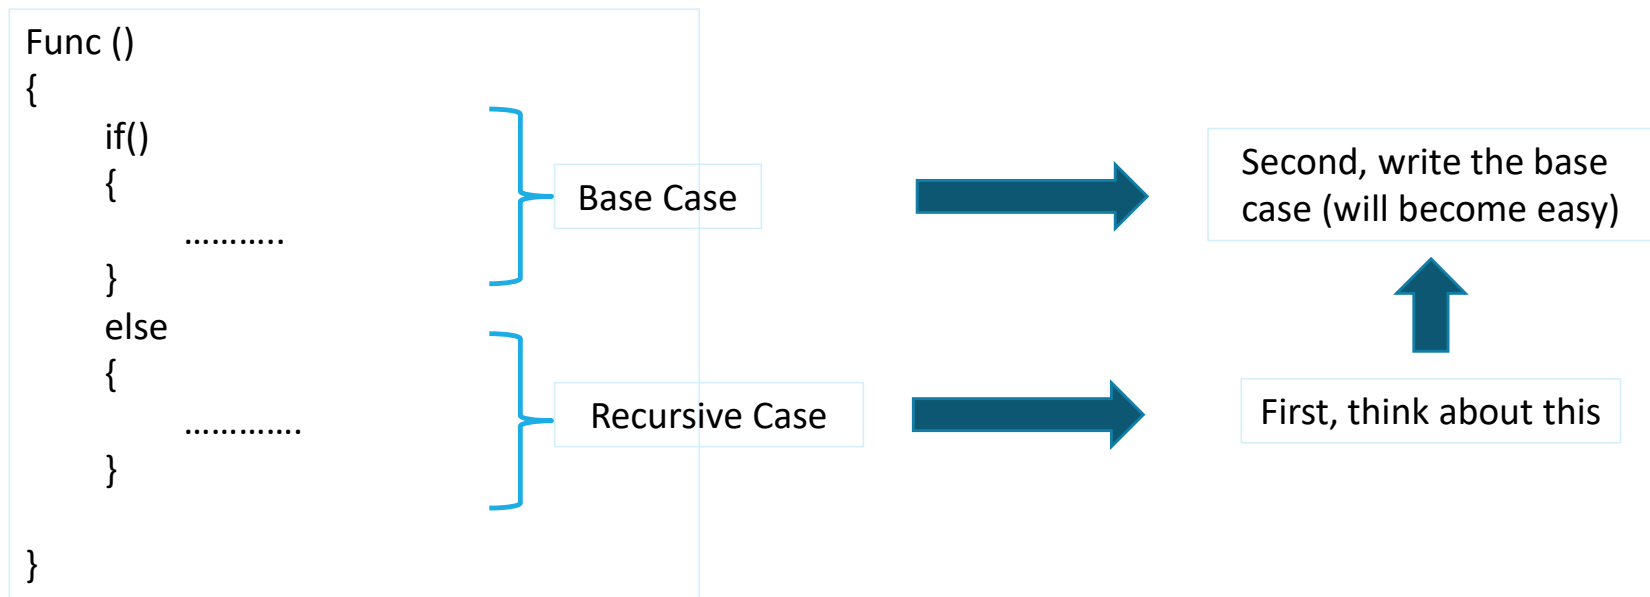 Func ()
{
if()
{
………..
}
else
{
………….
}
}
Base Case
Recursive Case
Second, write the base
case (will become easy)
First, think about this